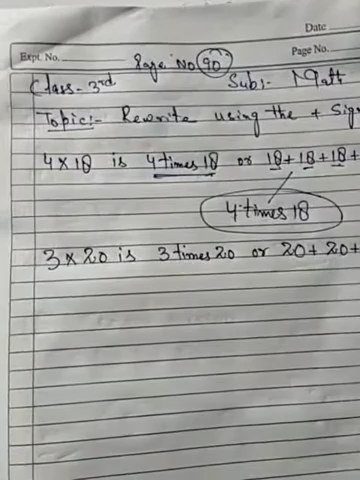 Date
Expt. No. Page No 90 Page No.
Class - 3rd Sub:- Math
Topic:- Rewrite using the + Sign
4 × 18 is 4 times 18 or 18 + 18 + 18 +
4 times 18
3 × 20 is 3 times 20 or 20 + 20 +